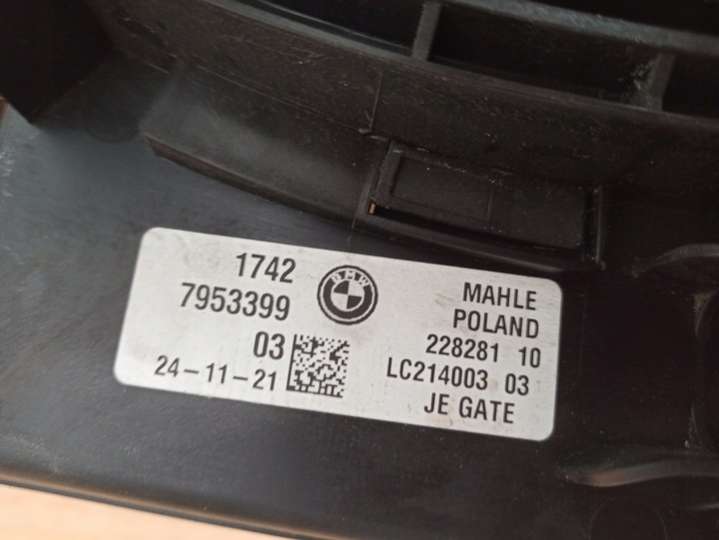 1742
7953399
03
24-11-21
BMW
MAHLE
POLAND
228281 10
LC214003 03
JE GATE